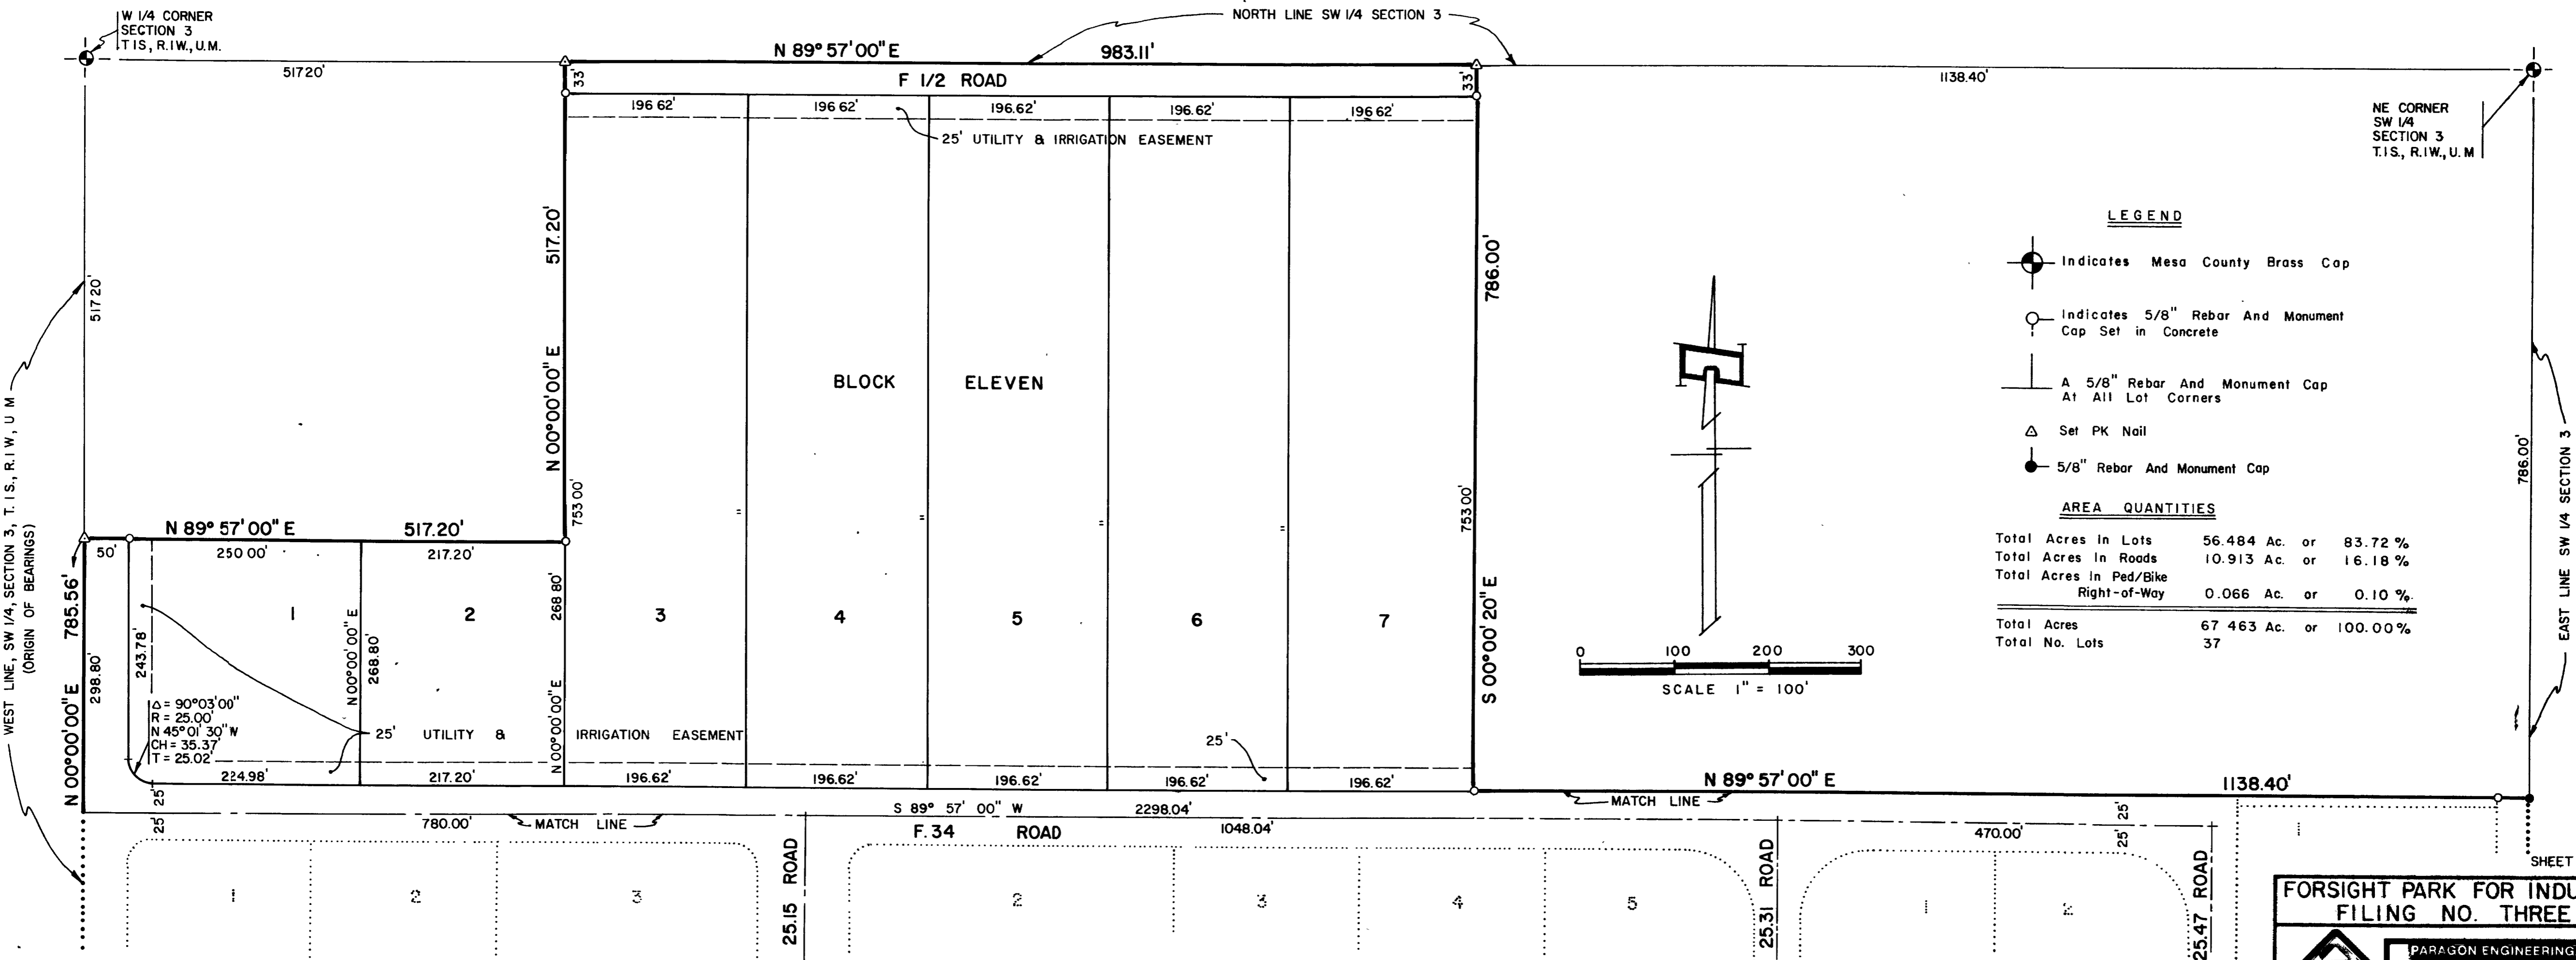 W 1/4 CORNER
SECTION 3
T 1 S, R.1W., U.M.
NORTH LINE SW 1/4 SECTION 3
517 20'
N 89° 57' 00" E
983.11'
1138.40'
33'
F 1/2 ROAD
33'
196 62'
196 62'
196.62'
196.62'
196 62'
25' UTILITY & IRRIGATION EASEMENT
NE CORNER
SW 1/4
SECTION 3
T.1S., R.1W., U. M
517 20'
517.20'
N 00° 00' 00" E
753 00'
786.00'
753 00'
S 00° 00' 20" E
BLOCK ELEVEN
LEGEND
Indicates Mesa County Brass Cap
Indicates 5/8" Rebar And Monument
Cap Set in Concrete
A 5/8" Rebar And Monument Cap
At All Lot Corners
Set PK Nail
5/8" Rebar And Monument Cap
AREA QUANTITIES
Total Acres In Lots 56.484 Ac. or 83.72 %
Total Acres In Roads 10.913 Ac. or 16.18 %
Total Acres In Ped/Bike
Right-of-Way 0.066 Ac. or 0.10 %
Total Acres 67 463 Ac. or 100.00%
Total No. Lots 37
786.00'
EAST LINE SW 1/4 SECTION 3
WEST LINE, SW 1/4, SECTION 3, T. 1 S., R. 1 W, U M
(ORIGIN OF BEARINGS)
N 89° 57' 00" E
517.20'
50'
250 00'
217.20'
785.56'
N 00° 00' 00" E
298.80'
243.78'
1
2
3
4
5
6
7
N 00° 00' 00" E
268.80'
268 80'
N 00° 00' 00" E
Δ = 90° 03' 00"
R = 25.00'
N 45° 01' 30" W
CH = 35.37'
T = 25.02'
25' UTILITY & IRRIGATION EASEMENT
25'
224.98'
217.20'
196.62'
196.62'
196.62'
196.62'
196.62'
0 100 200 300
SCALE 1" = 100'
N 89° 57' 00" E
1138.40'
MATCH LINE
25'
25'
S 89° 57' 00" W
2298.04'
780.00'
MATCH LINE
F. 34 ROAD
1048.04'
470.00'
25'
25'
1
2
3
25.15 ROAD
2
3
4
5
25.31 ROAD
1
2
25.47 ROAD
1
SHEET
FORSIGHT PARK FOR INDU
FILING NO. THREE
PARAGON ENGINEERING